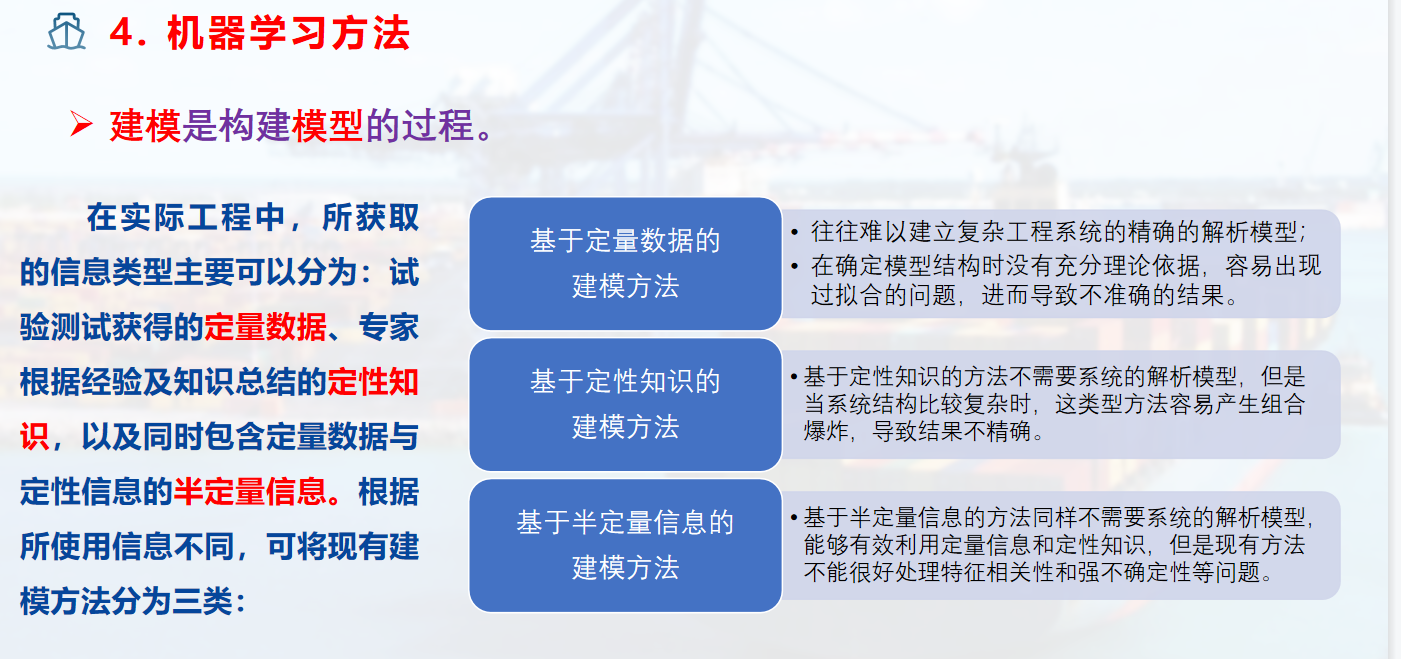 4. 机器学习方法
➢ 建模是构建模型的过程。
在实际工程中，所获取
的信息类型主要可以分为：试
验测试获得的定量数据、专家
根据经验及知识总结的定性知
识，以及同时包含定量数据与
定性信息的半定量信息。根据
所使用信息不同，可将现有建
模方法分为三类：
基于定量数据的
建模方法
• 往往难以建立复杂工程系统的精确的解析模型；
• 在确定模型结构时没有充分理论依据，容易出现
过拟合的问题，进而导致不准确的结果。
基于定性知识的
建模方法
• 基于定性知识的方法不需要系统的解析模型，但是
当系统结构比较复杂时，这类型方法容易产生组合
爆炸，导致结果不精确。
基于半定量信息的
建模方法
• 基于半定量信息的方法同样不需要系统的解析模型，
能够有效利用定量信息和定性知识，但是现有方法
不能很好处理特征相关性和强不确定性等问题。